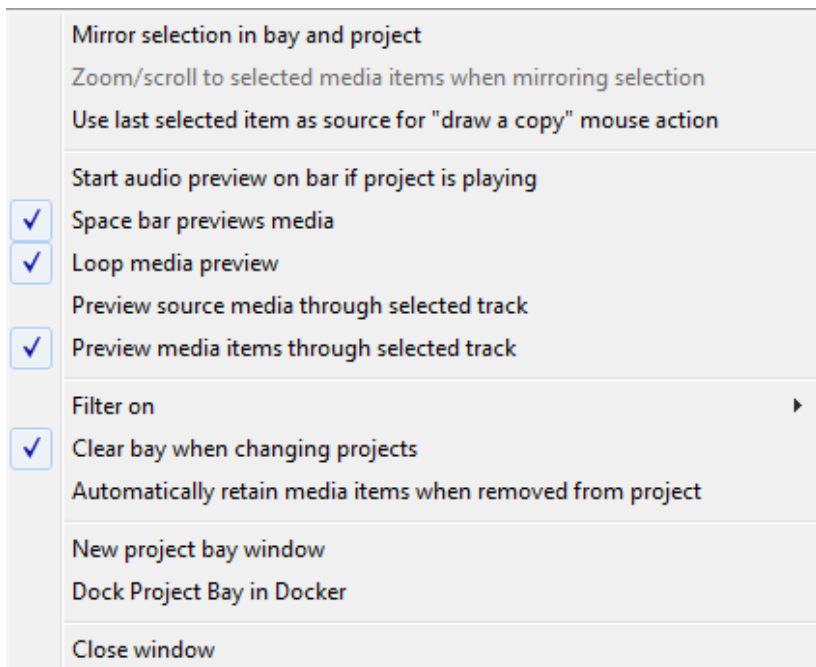 Mirror selection in bay and project
Zoom/scroll to selected media items when mirroring selection
Use last selected item as source for "draw a copy" mouse action
Start audio preview on bar if project is playing
Space bar previews media
Loop media preview
Preview source media through selected track
Preview media items through selected track
Filter on
Clear bay when changing projects
Automatically retain media items when removed from project
New project bay window
Dock Project Bay in Docker
Close window